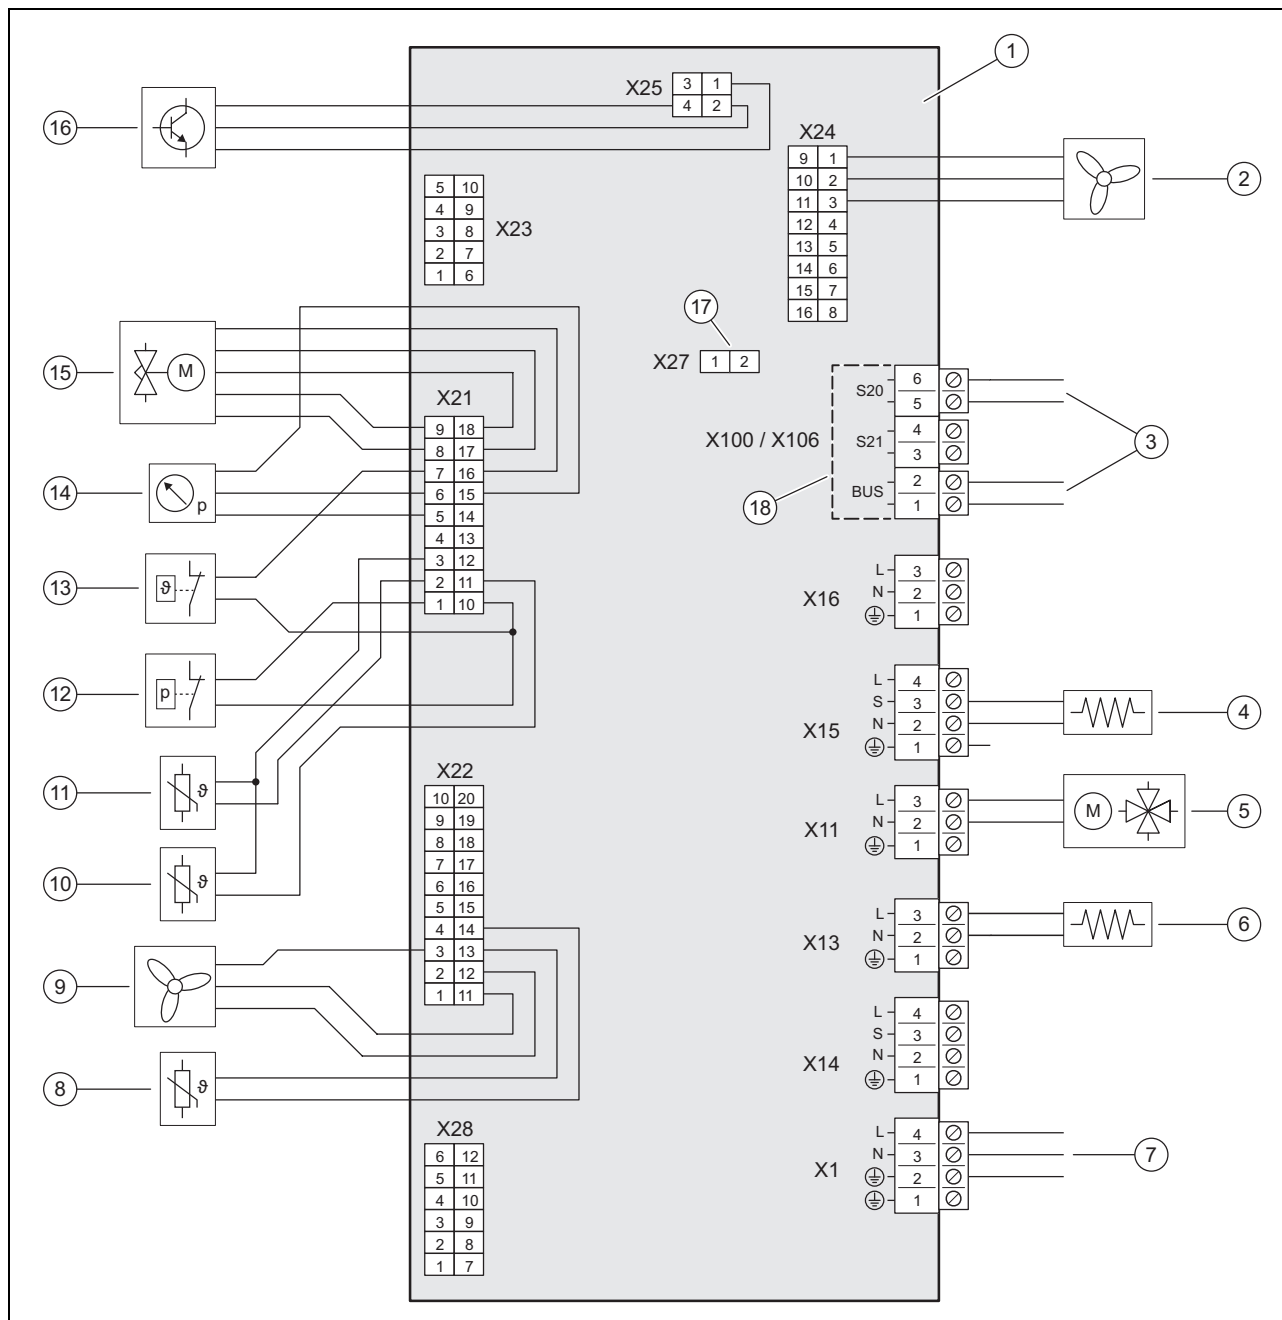 1
X25
3 1
4 2
16
X24
9 1
10 2
11 3
12 4
13 5
14 6
15 7
16 8
2
5 10
4 9
3 8
2 7
1 6
X23
17
X27
1 2
15
M
X21
9 18
8 17
7 16
6 15
5 14
4 13
3 12
2 11
1 10
X100 / X106
S20
6
5
S21
4
3
BUS
2
1
3
18
14
p
13
ϑ
X16
L 3
N 2
1
12
p
X15
L 4
S 3
N 2
1
4
11
ϑ
X22
10 20
9 19
8 18
7 17
6 16
5 15
4 14
3 13
2 12
1 11
X11
L 3
N 2
1
M
5
10
ϑ
X13
L 3
N 2
1
6
9
X14
L 4
S 3
N 2
1
8
ϑ
X28
6 12
5 11
4 10
3 9
2 8
1 7
X1
L 4
N 3
2
1
7